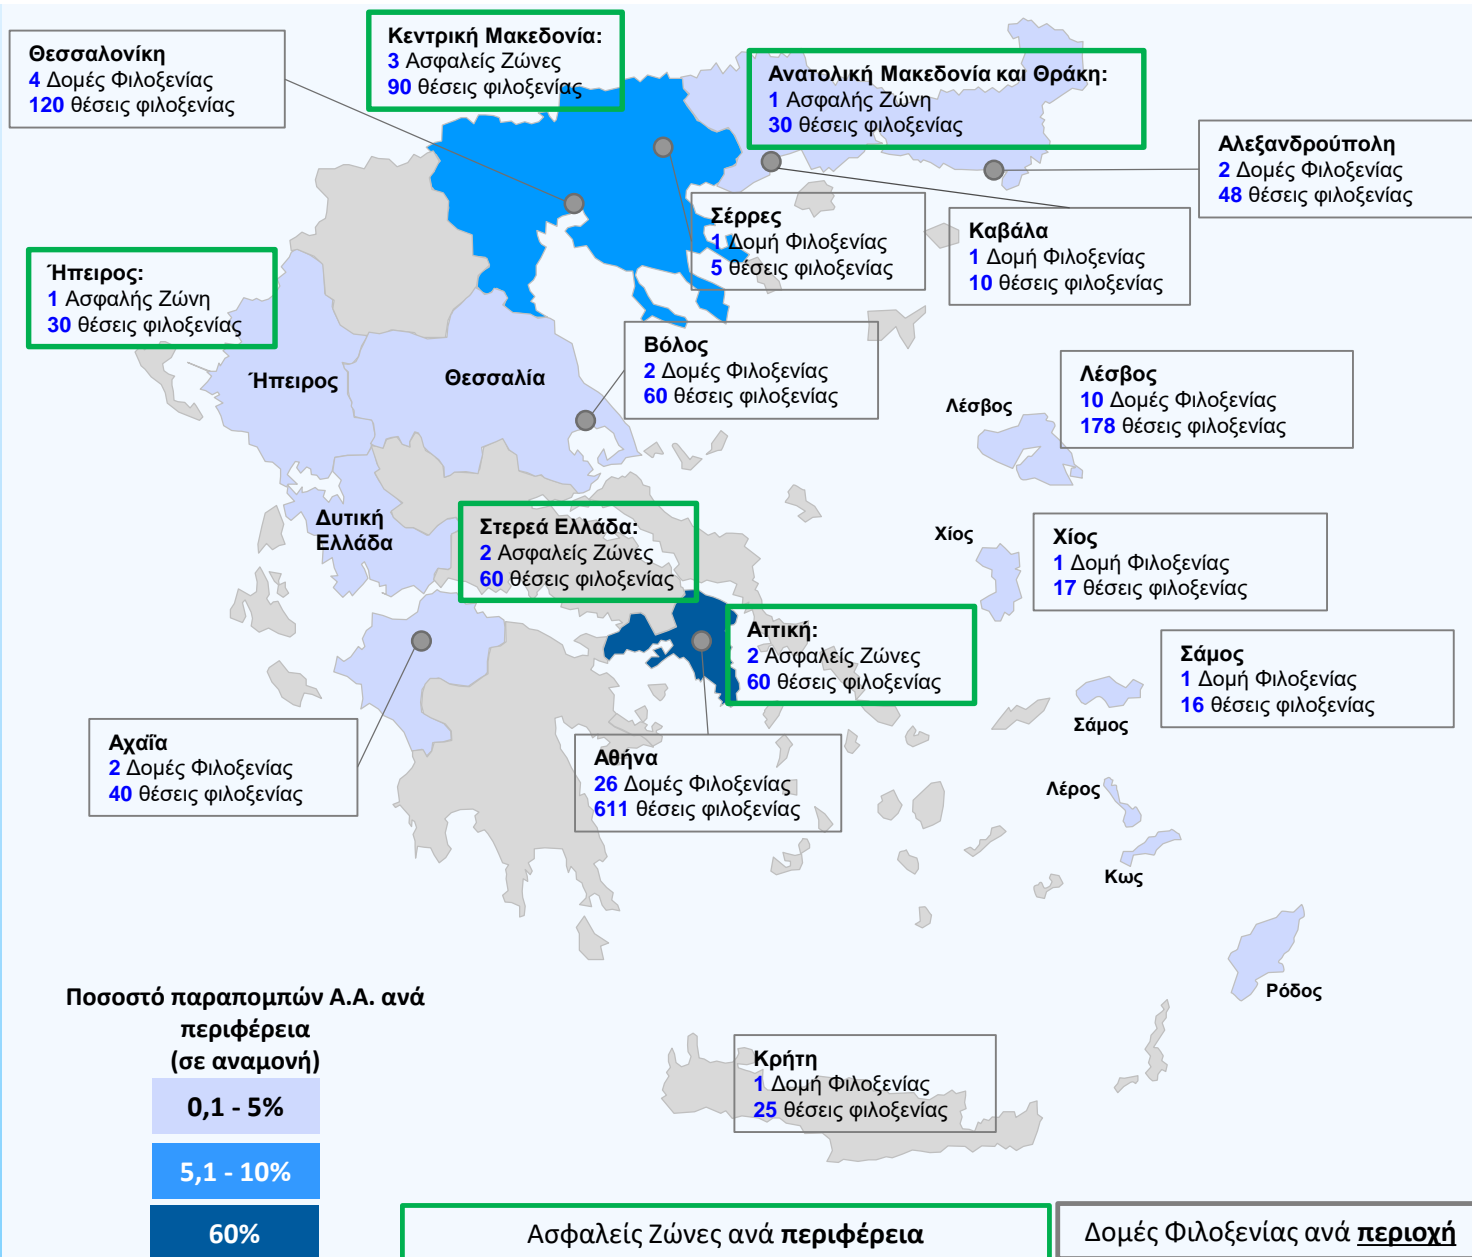 Θεσσαλονίκη
4 Δομές Φιλοξενίας
120 θέσεις φιλοξενίας
Κεντρική Μακεδονία:
3 Ασφαλείς Ζώνες
90 θέσεις φιλοξενίας
Ανατολική Μακεδονία και Θράκη:
1 Ασφαλής Ζώνη
30 θέσεις φιλοξενίας
Αλεξανδρούπολη
2 Δομές Φιλοξενίας
48 θέσεις φιλοξενίας
Σέρρες
1 Δομή Φιλοξενίας
5 θέσεις φιλοξενίας
Καβάλα
1 Δομή Φιλοξενίας
10 θέσεις φιλοξενίας
Ήπειρος:
1 Ασφαλής Ζώνη
30 θέσεις φιλοξενίας
Ήπειρος
Θεσσαλία
Βόλος
2 Δομές Φιλοξενίας
60 θέσεις φιλοξενίας
Λέσβος
Λέσβος
10 Δομές Φιλοξενίας
178 θέσεις φιλοξενίας
Δυτική
Ελλάδα
Στερεά Ελλάδα:
2 Ασφαλείς Ζώνες
60 θέσεις φιλοξενίας
Χίος
Χίος
1 Δομή Φιλοξενίας
17 θέσεις φιλοξενίας
Αττική:
2 Ασφαλείς Ζώνες
60 θέσεις φιλοξενίας
Σάμος
1 Δομή Φιλοξενίας
16 θέσεις φιλοξενίας
Σάμος
Αχαΐα
2 Δομές Φιλοξενίας
40 θέσεις φιλοξενίας
Αθήνα
26 Δομές Φιλοξενίας
611 θέσεις φιλοξενίας
Λέρος
Κως
Ρόδος
Ποσοστό παραπομπών Α.Α. ανά
περιφέρεια
(σε αναμονή)
0,1 - 5%
5,1 - 10%
60%
Κρήτη
1 Δομή Φιλοξενίας
25 θέσεις φιλοξενίας
Ασφαλείς Ζώνες ανά περιφέρεια
Δομές Φιλοξενίας ανά περιοχή